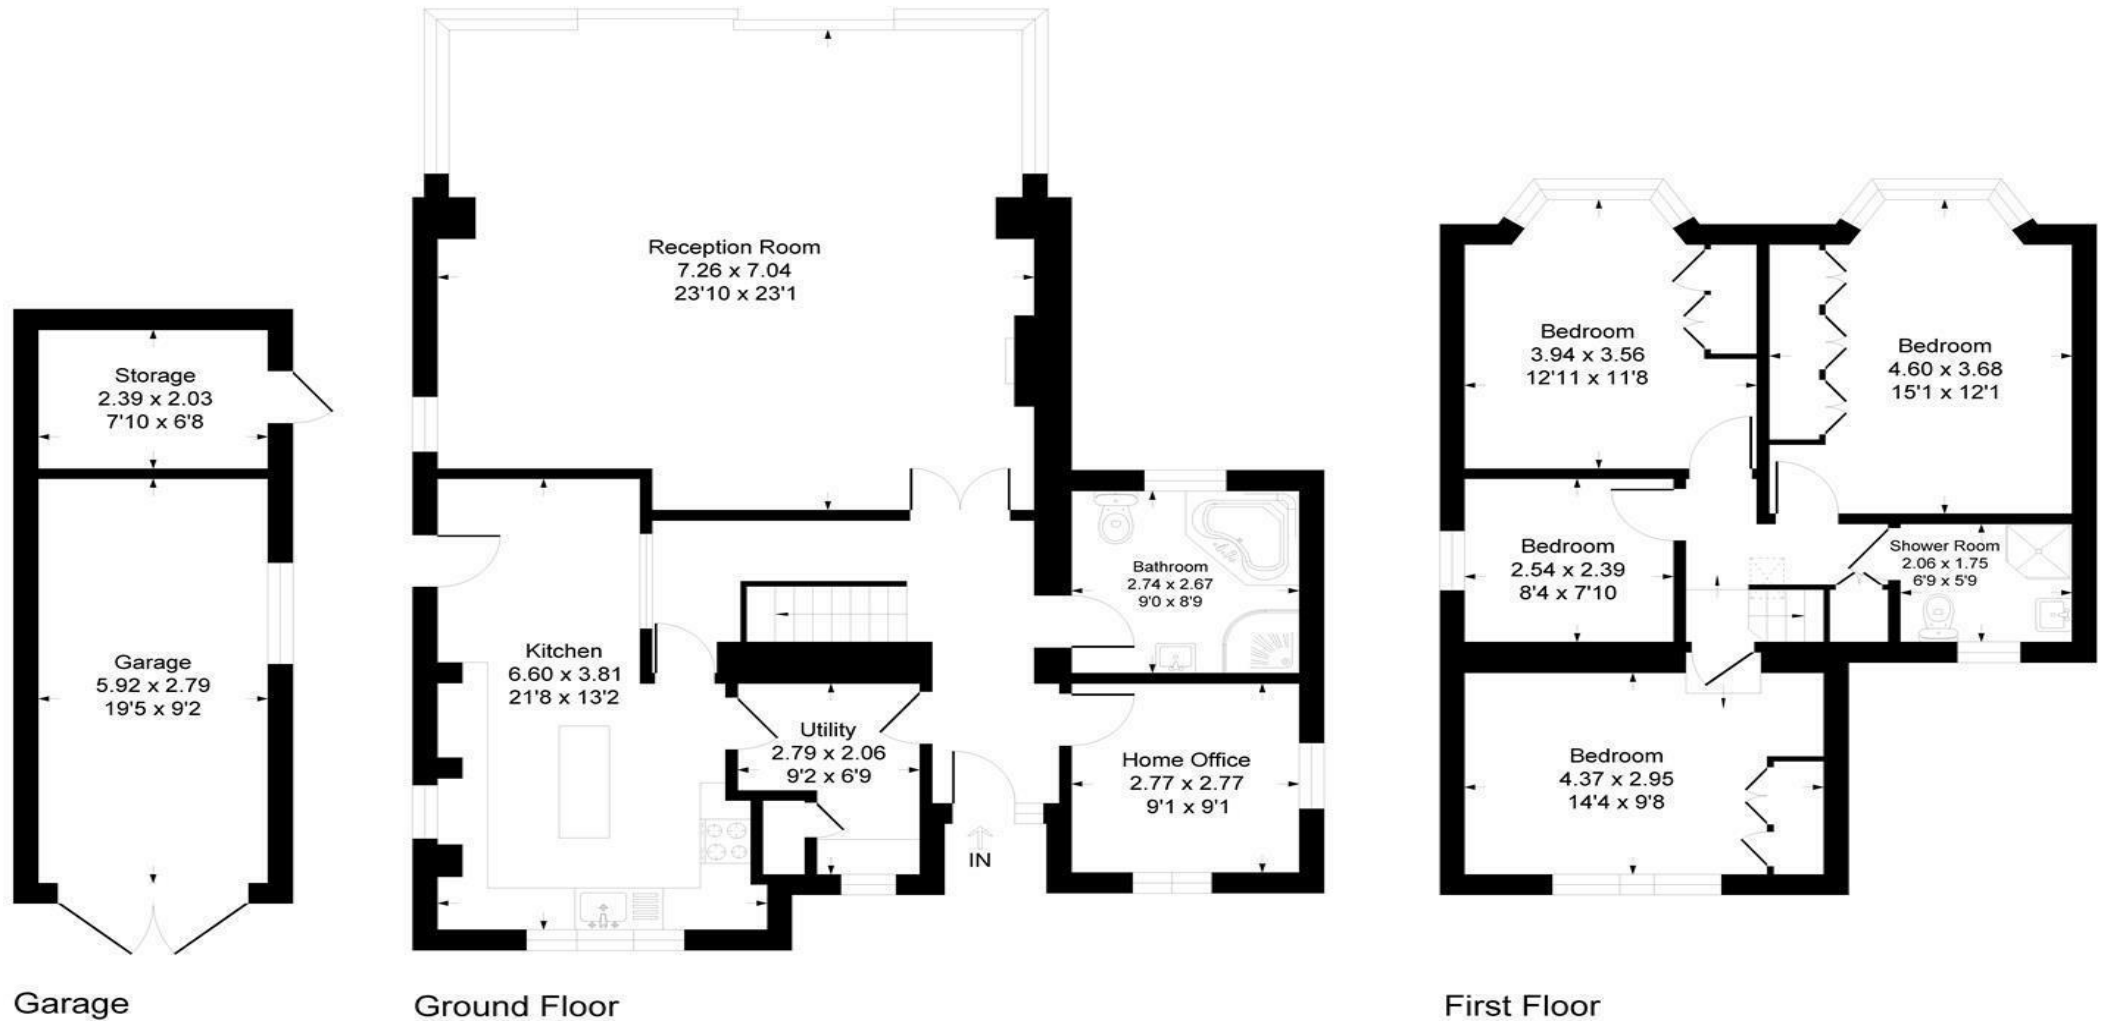 Storage
2.39 x 2.03
7'10 x 6'8
Garage
5.92 x 2.79
19'5 x 9'2
Garage
Reception Room
7.26 x 7.04
23'10 x 23'1
Kitchen
6.60 x 3.81
21'8 x 13'2
Utility
2.79 x 2.06
9'2 x 6'9
Bathroom
2.74 x 2.67
9'0 x 8'9
Home Office
2.77 x 2.77
9'1 x 9'1
IN
Ground Floor
Bedroom
3.94 x 3.56
12'11 x 11'8
Bedroom
4.60 x 3.68
15'1 x 12'1
Bedroom
2.54 x 2.39
8'4 x 7'10
Shower Room
2.06 x 1.75
6'9 x 5'9
Bedroom
4.37 x 2.95
14'4 x 9'8
First Floor